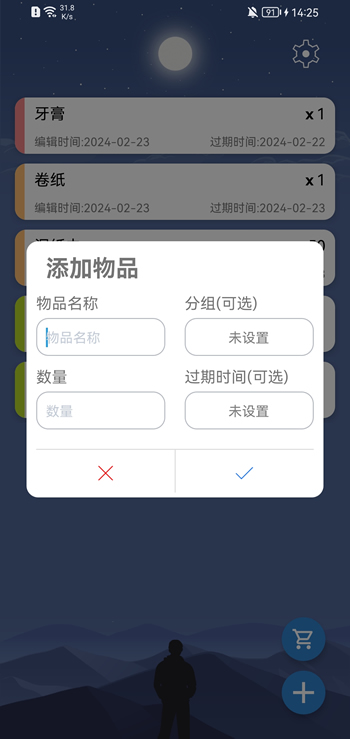 31.8
K/s
91
14:25
牙膏
x 1
编辑时间:2024-02-23
过期时间:2024-02-22
卷纸
x 1
编辑时间:2024-02-23
过期时间:2024-02-23
添加物品
物品名称
分组(可选)
物品名称
未设置
数量
过期时间(可选)
数量
未设置